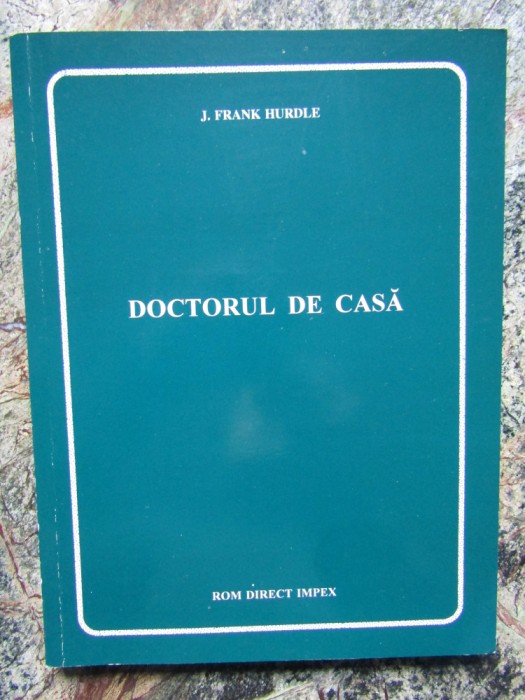 J. FRANK HURDLE
DOCTORUL DE CASĂ
ROM DIRECT IMPEX